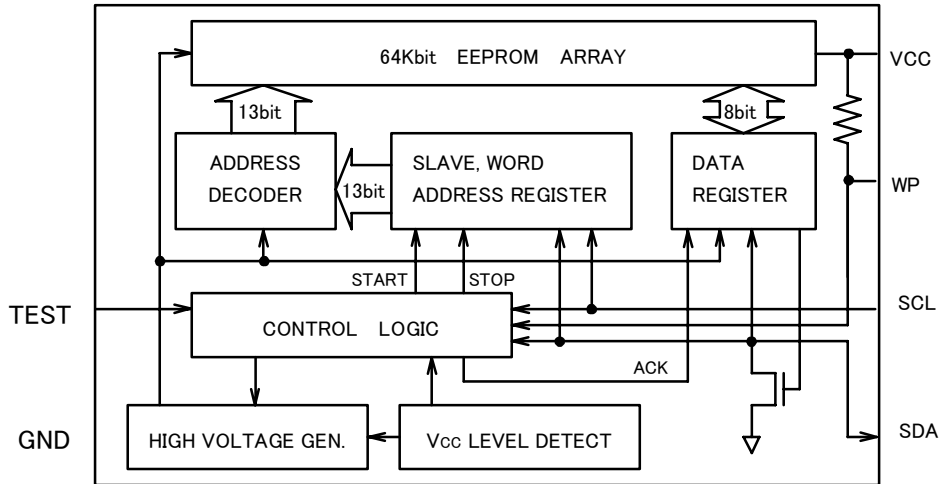 64Kbit EEPROM ARRAY
VCC
13bit
8bit
ADDRESS
DECODER
13bit
SLAVE, WORD
ADDRESS REGISTER
DATA
REGISTER
WP
START
STOP
TEST
CONTROL LOGIC
SCL
ACK
GND
HIGH VOLTAGE GEN.
VCC LEVEL DETECT
SDA